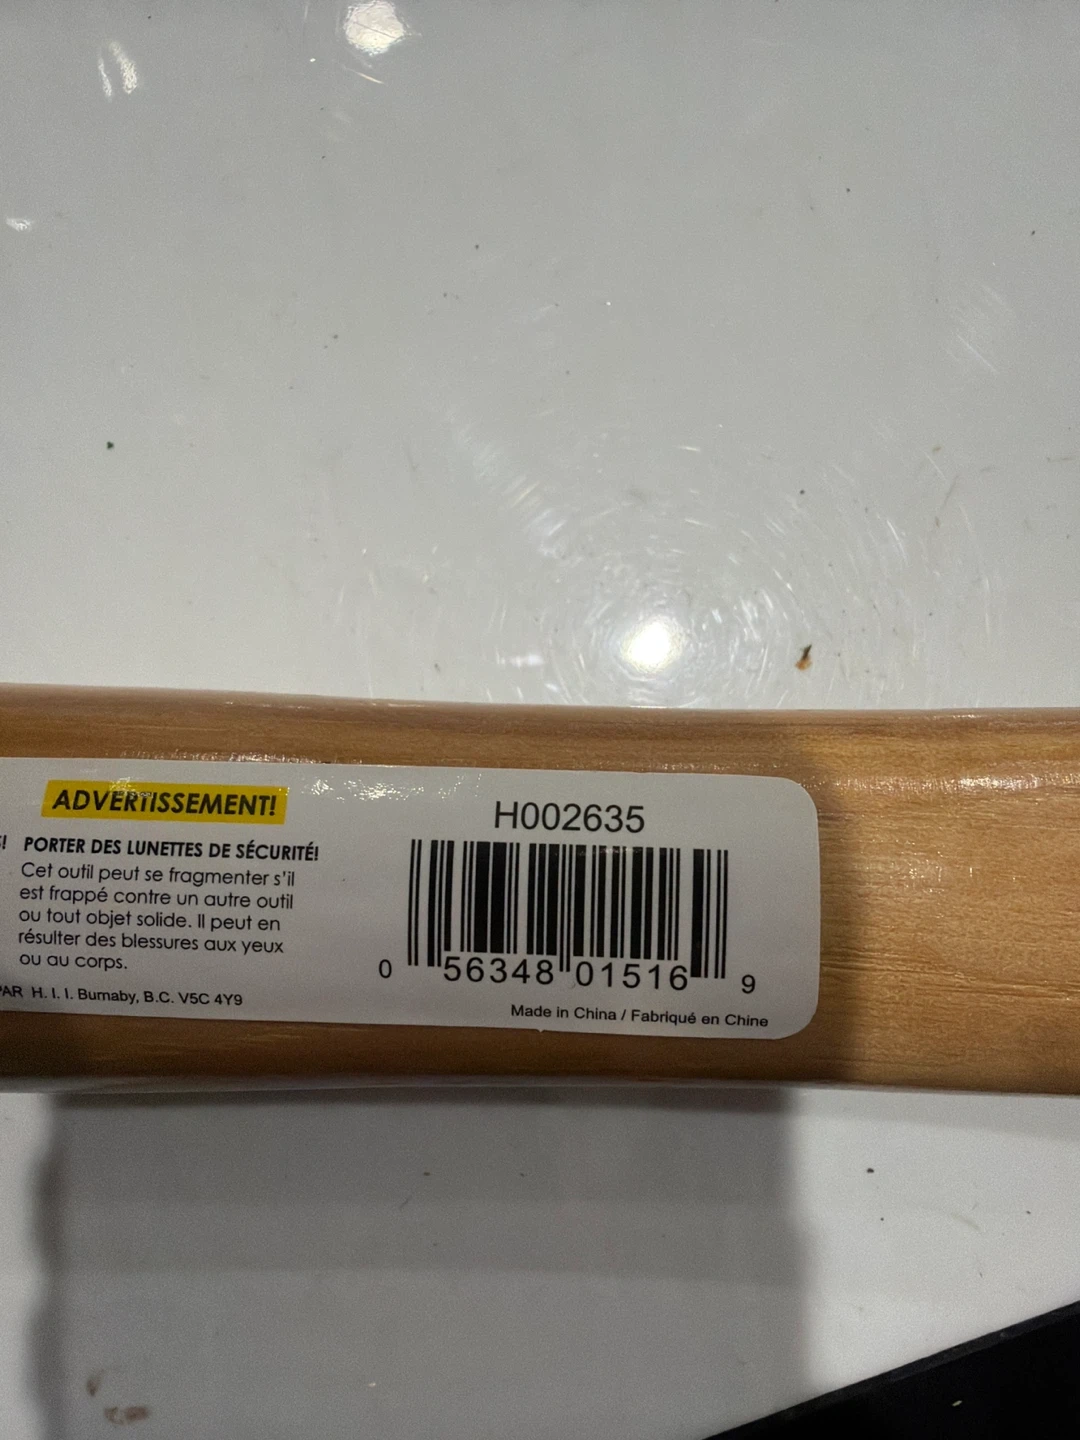 ADVERTISSEMENT!
PORTER DES LUNETTES DE SÉCURITÉ!
Cet outil peut se fragmenter s'il
est frappé contre un autre outil
ou tout objet solide. Il peut en
résulter des blessures aux yeux
ou au corps.
PAR H. I. I. Burnaby, B.C. V5C 4Y9
H002635
0 56348 01516 9
Made in China / Fabriqué en Chine